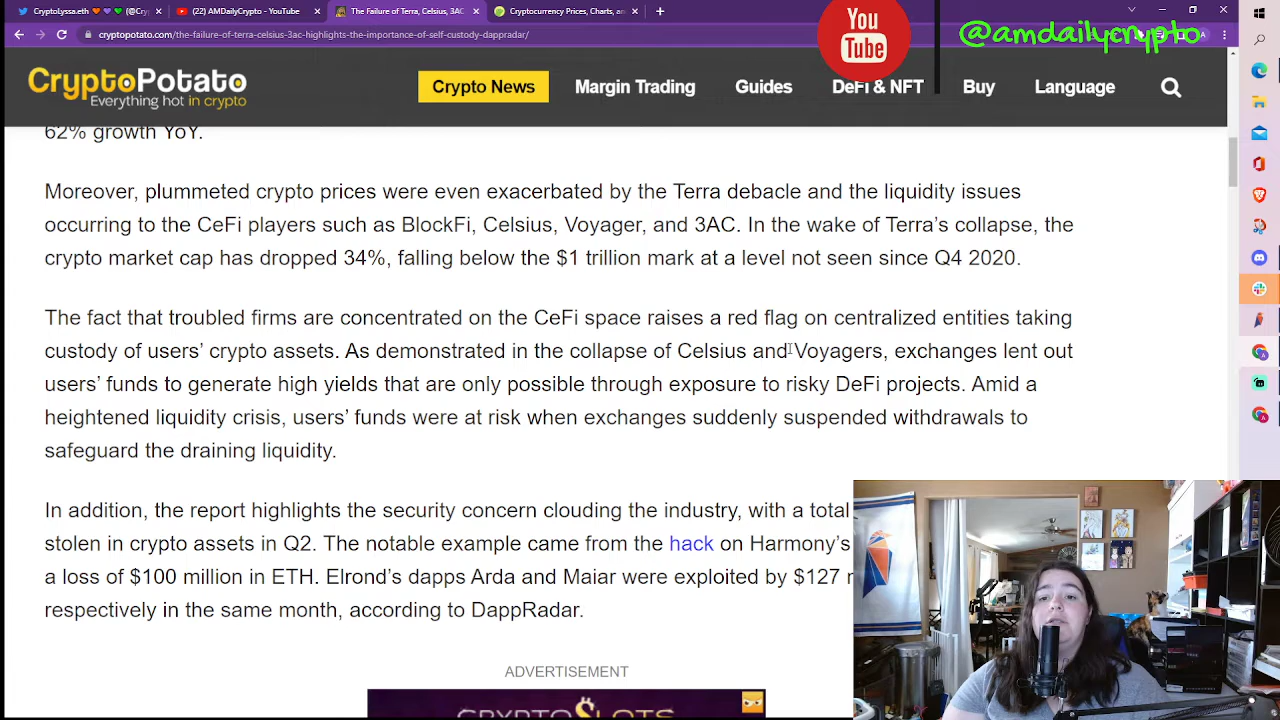 CryptoLyssa.eth
(22) AMDailyCrypto - YouTube
The Failure of Terra, Celsius, 3AC
Cryptocurrency Prices, Charts, an
cryptopotato.com/the-failure-of-terra-celsius-3ac-highlights-the-importance-of-self-custody-dappradar/
You
Tube
@amdailycrypto
CryptoPotato
Everything hot in crypto
Crypto News
Margin Trading
Guides
DeFi & NFT
Buy
Language
62% growth YoY.
Moreover, plummeted crypto prices were even exacerbated by the Terra debacle and the liquidity issues
occurring to the CeFi players such as BlockFi, Celsius, Voyager, and 3AC. In the wake of Terra’s collapse, the
crypto market cap has dropped 34%, falling below the $1 trillion mark at a level not seen since Q4 2020.
The fact that troubled firms are concentrated on the CeFi space raises a red flag on centralized entities taking
custody of users’ crypto assets. As demonstrated in the collapse of Celsius and Voyagers, exchanges lent out
users’ funds to generate high yields that are only possible through exposure to risky DeFi projects. Amid a
heightened liquidity crisis, users’ funds were at risk when exchanges suddenly suspended withdrawals to
safeguard the draining liquidity.
In addition, the report highlights the security concern clouding the industry, with a total
stolen in crypto assets in Q2. The notable example came from the hack on Harmony’s
a loss of $100 million in ETH. Elrond’s dapps Arda and Maiar were exploited by $127
respectively in the same month, according to DappRadar.
ADVERTISEMENT
CRYPTO SLOTS